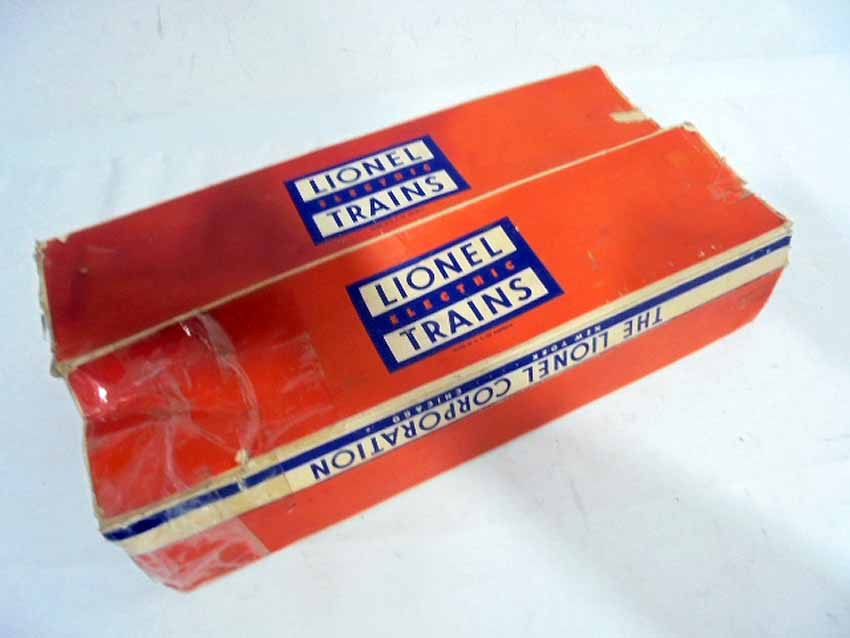 LIONEL
ELECTRIC
TRAINS
LIONEL
ELECTRIC
TRAINS
THE LIONEL CORPORATION
NEW YORK
CHICAGO